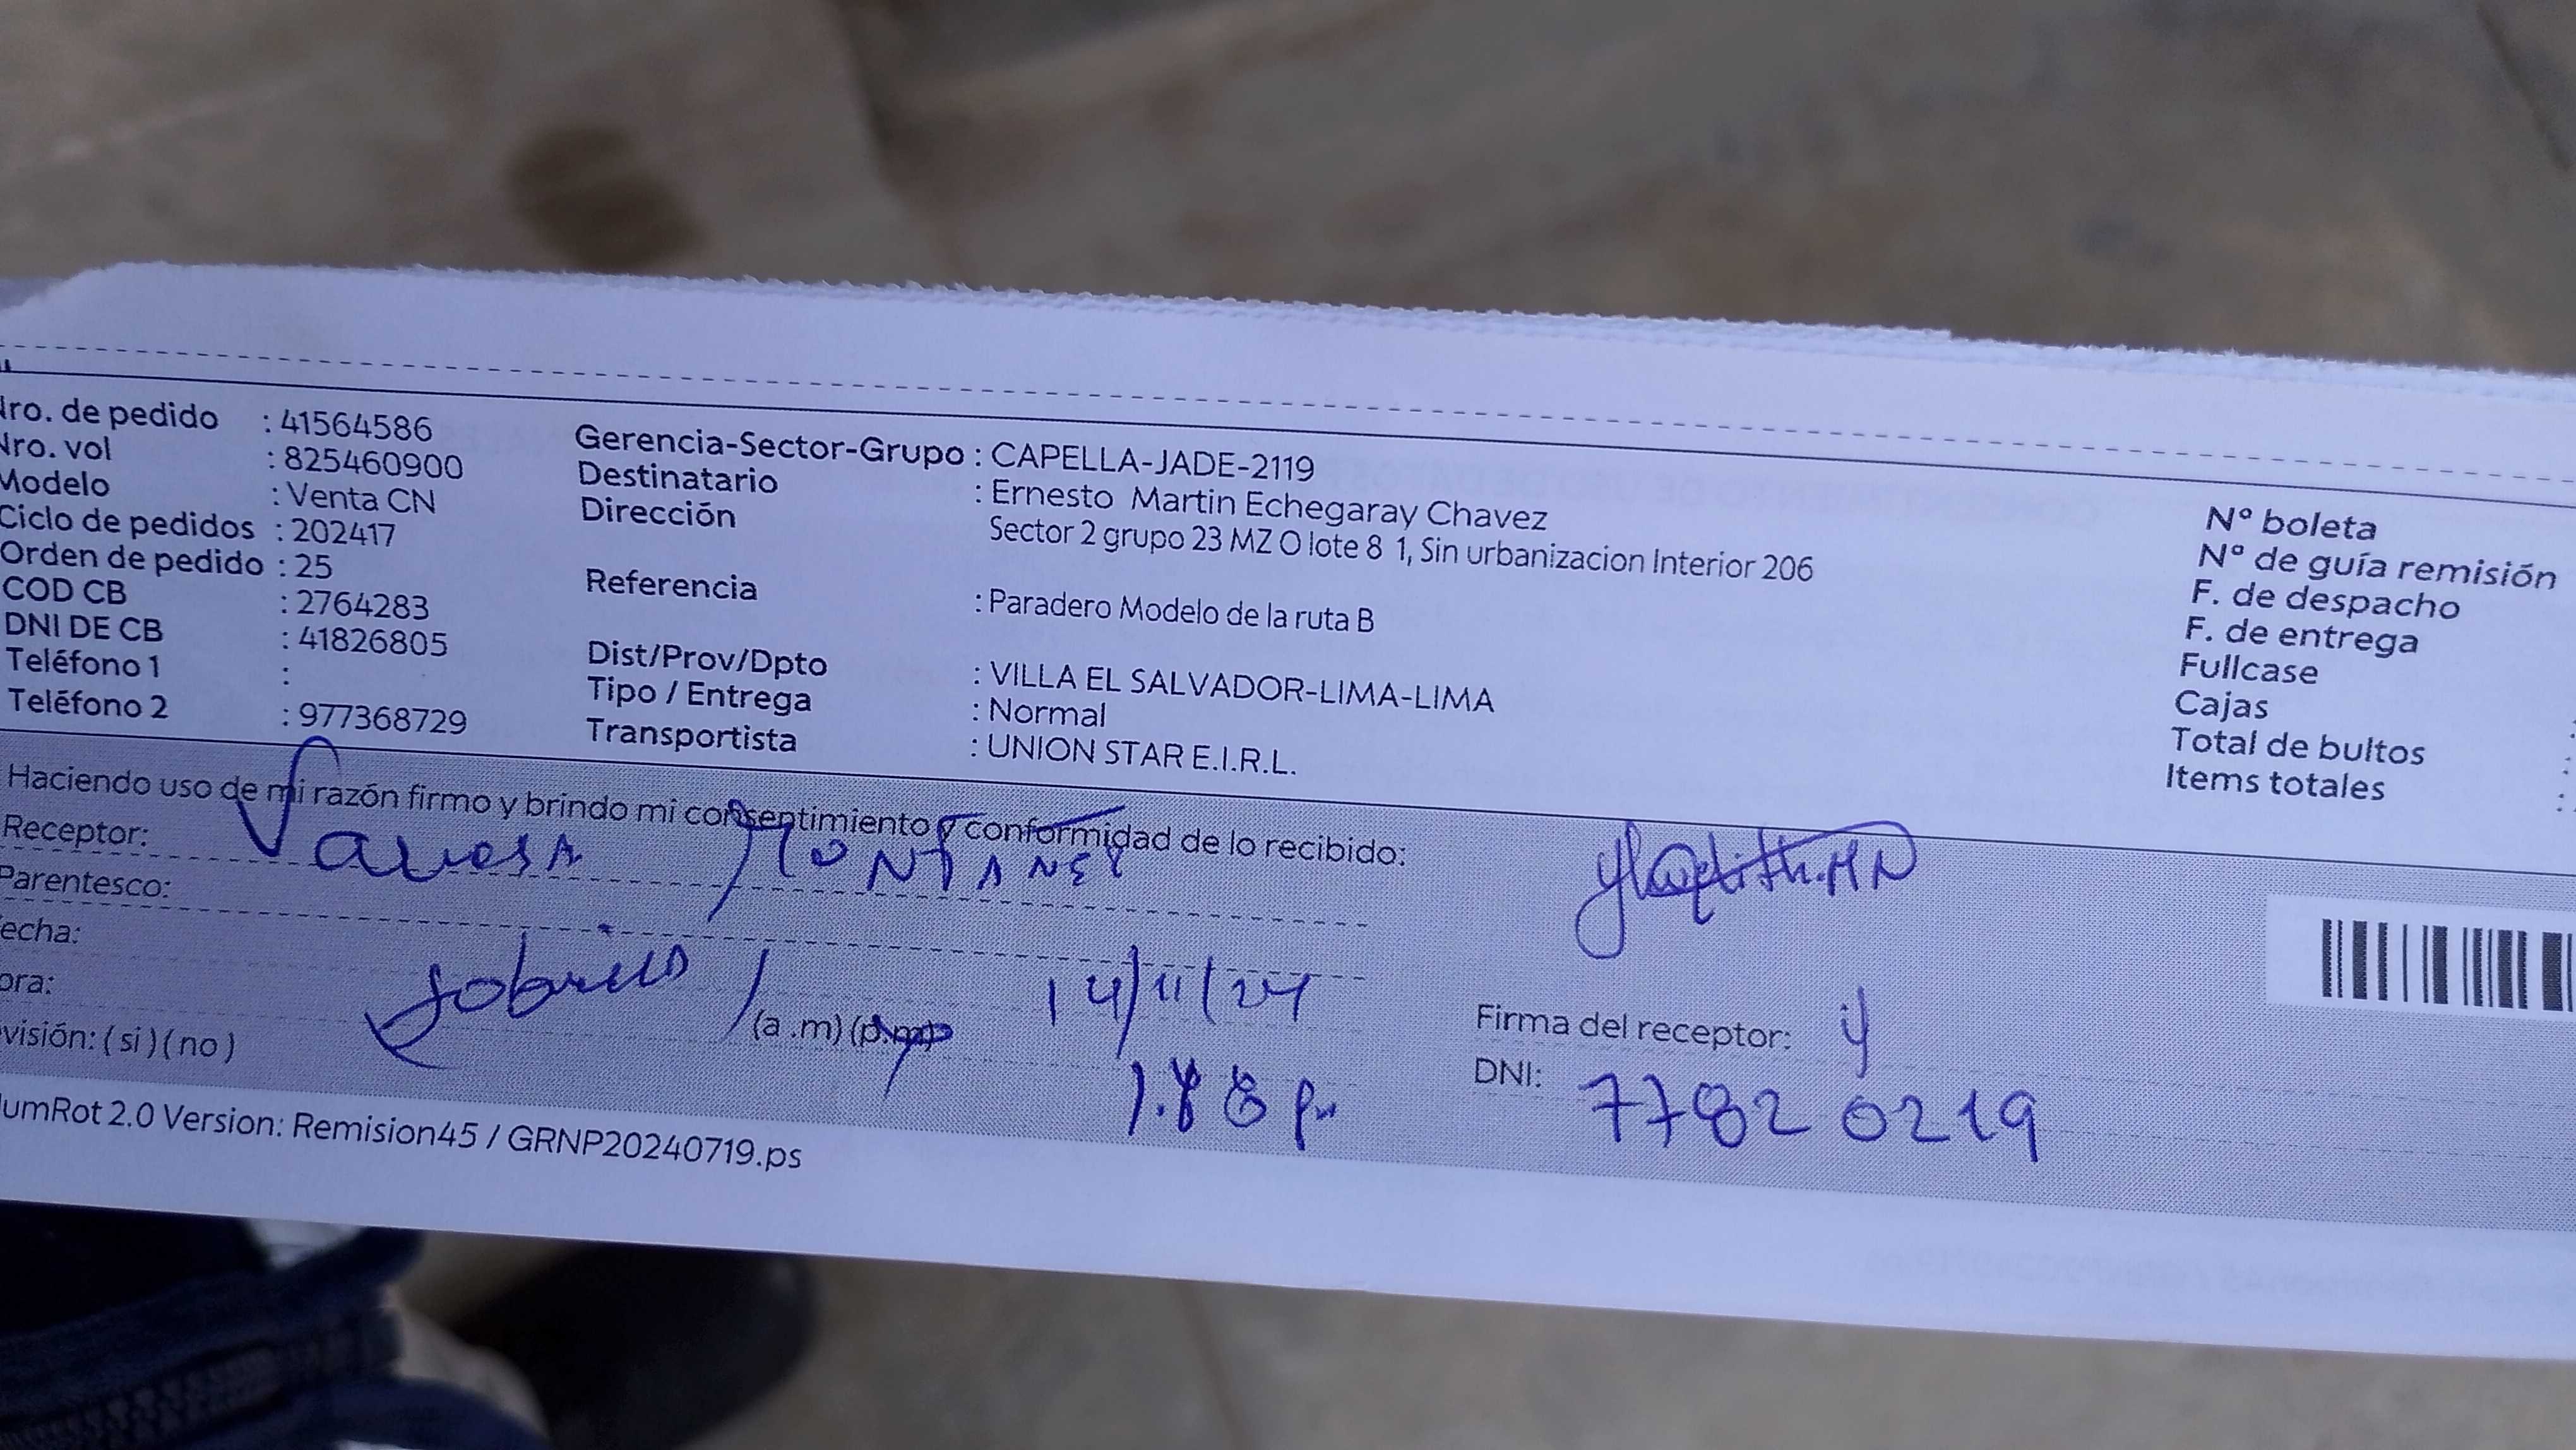 Nro. de pedido : 41564586
Nro. vol : 825460900
Modelo : Venta CN
Ciclo de pedidos : 202417
Orden de pedido : 25
COD CB : 2764283
DNI DE CB : 41826805
Teléfono 1 :
Teléfono 2 : 977368729
Gerencia-Sector-Grupo : CAPELLA-JADE-2119
Destinatario : Ernesto Martin Echegaray Chavez
Dirección Sector 2 grupo 23 MZ O lote 8 1, Sin urbanizacion Interior 206
Referencia : Paradero Modelo de la ruta B
Dist/Prov/Dpto : VILLA EL SALVADOR-LIMA-LIMA
Tipo / Entrega : Normal
Transportista : UNION STAR E.I.R.L.
N° boleta
N° de guía remisión
F. de despacho
F. de entrega
Fullcase
Cajas :
Total de bultos :
Items totales :
Haciendo uso de mi razón firmo y brindo mi consentimiento y conformidad de lo recibido:
Receptor:
Parentesco:
echa:
ora: 14/11/24
visión: ( si ) ( no ) (a .m) (p.m)
Firma del receptor:
DNI: 77820219
umRot 2.0 Version: Remision45 / GRNP20240719.ps